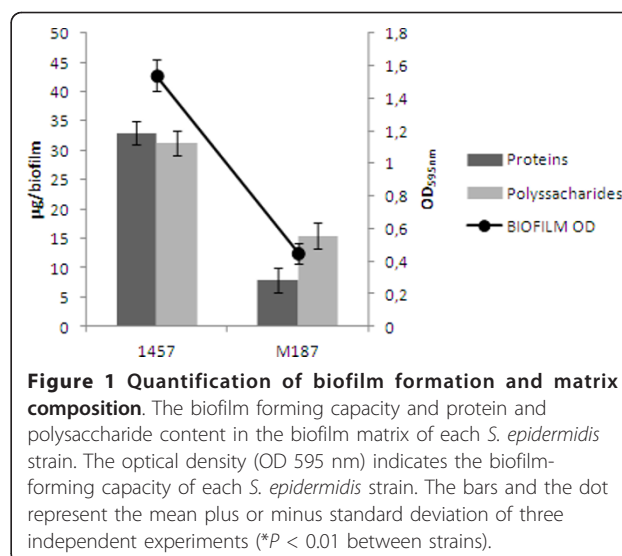 50
45
40
35
30
25
20
15
10
5
0
µg/biofilm
1,8
1,6
1,4
1,2
1
0,8
0,6
0,4
0,2
0
OD595nm
Proteins
Polyssacharides
BIOFILM OD
1457 M187
Figure 1 Quantification of biofilm formation and matrix
composition. The biofilm forming capacity and protein and
polysaccharide content in the biofilm matrix of each S. epidermidis
strain. The optical density (OD 595 nm) indicates the biofilm-
forming capacity of each S. epidermidis strain. The bars and the dot
represent the mean plus or minus standard deviation of three
independent experiments (*P < 0.01 between strains).